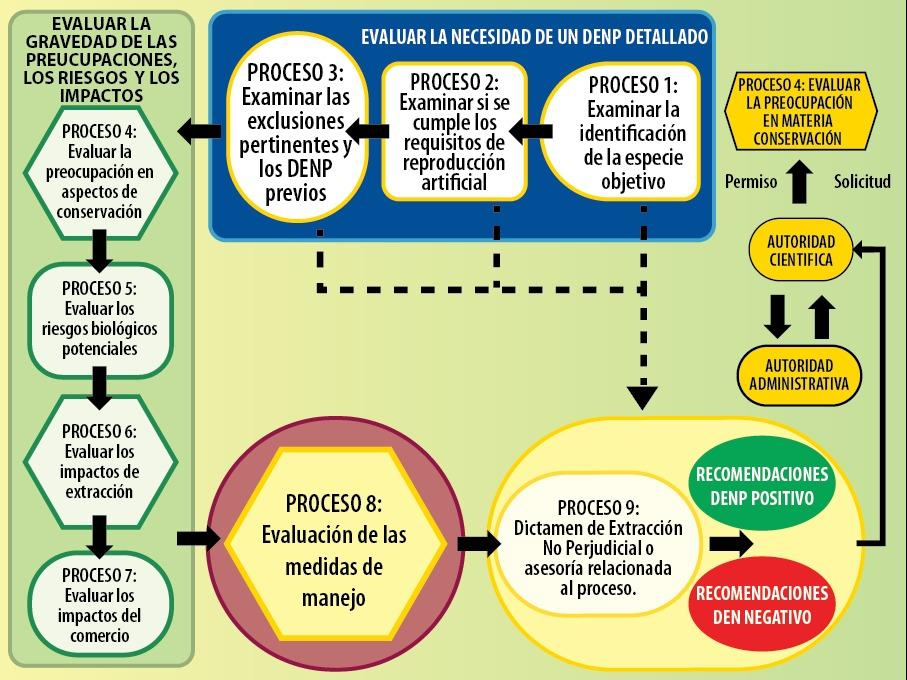 EVALUAR LA
GRAVEDAD DE LAS
PREUCUPACIONES,
LOS RIESGOS Y LOS
IMPACTOS
PROCESO 4:
Evaluar la
preocupación en
aspectos de
conservación
PROCESO 5:
Evaluar los
riesgos biológicos
potenciales
PROCESO 6:
Evaluar los
impactos de
extracción
PROCESO 7:
Evaluar los
impactos del
comercio
EVALUAR LA NECESIDAD DE UN DENP DETALLADO
PROCESO 3:
Examinar las
exclusiones
pertinentes y
los DENP
previos
PROCESO 2:
Examinar si se
cumple los
requisitos de
reproducción
artificial
PROCESO 1:
Examinar la
identificación
de la especie
objetivo
PROCESO 4: EVALUAR
LA PREOCUPACIÓN
EN MATERIA
CONSERVACIÓN
Permiso
Solicitud
AUTORIDAD
CIENTIFICA
AUTORIDAD
ADMINISTRATIVA
PROCESO 8:
Evaluación de las
medidas de
manejo
PROCESO 9:
Dictamen de Extracción
No Perjudicial o
asesoría relacionada
al proceso.
RECOMENDACIONES
DENP POSITIVO
RECOMENDACIONES
DEN NEGATIVO